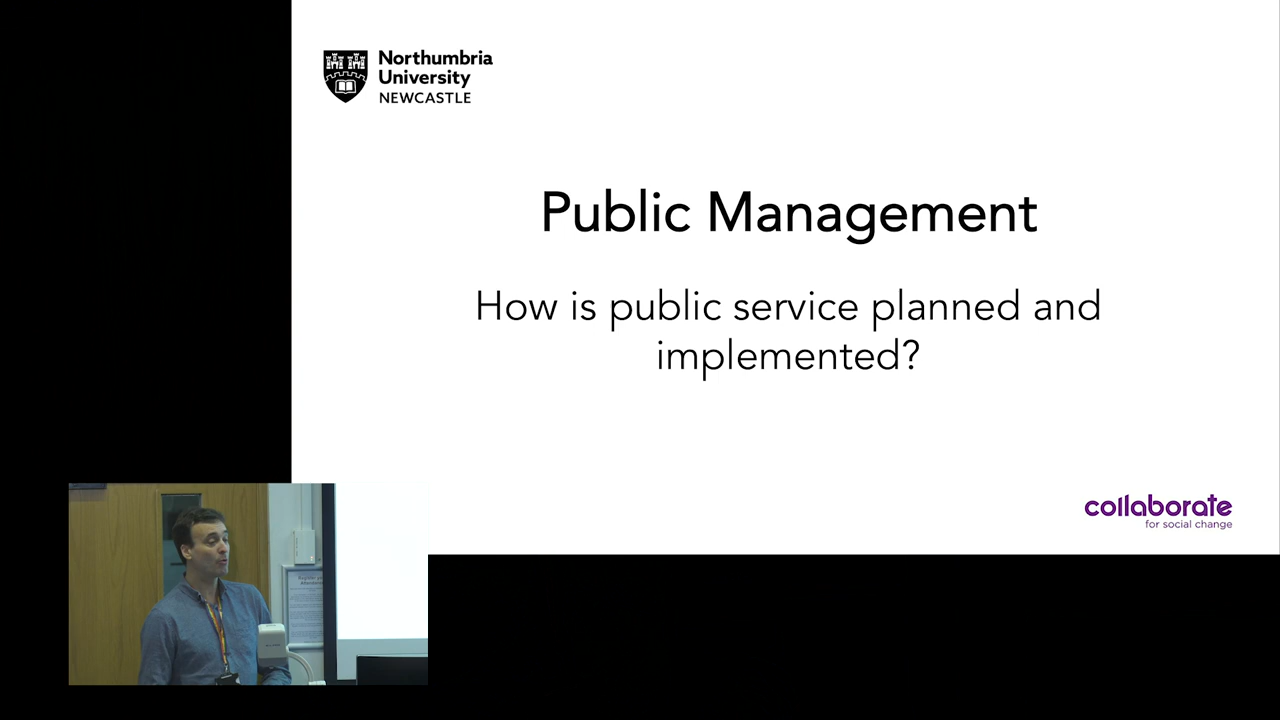 Northumbria
University
NEWCASTLE
Public Management
How is public service planned and
implemented?
collaborate
for social change